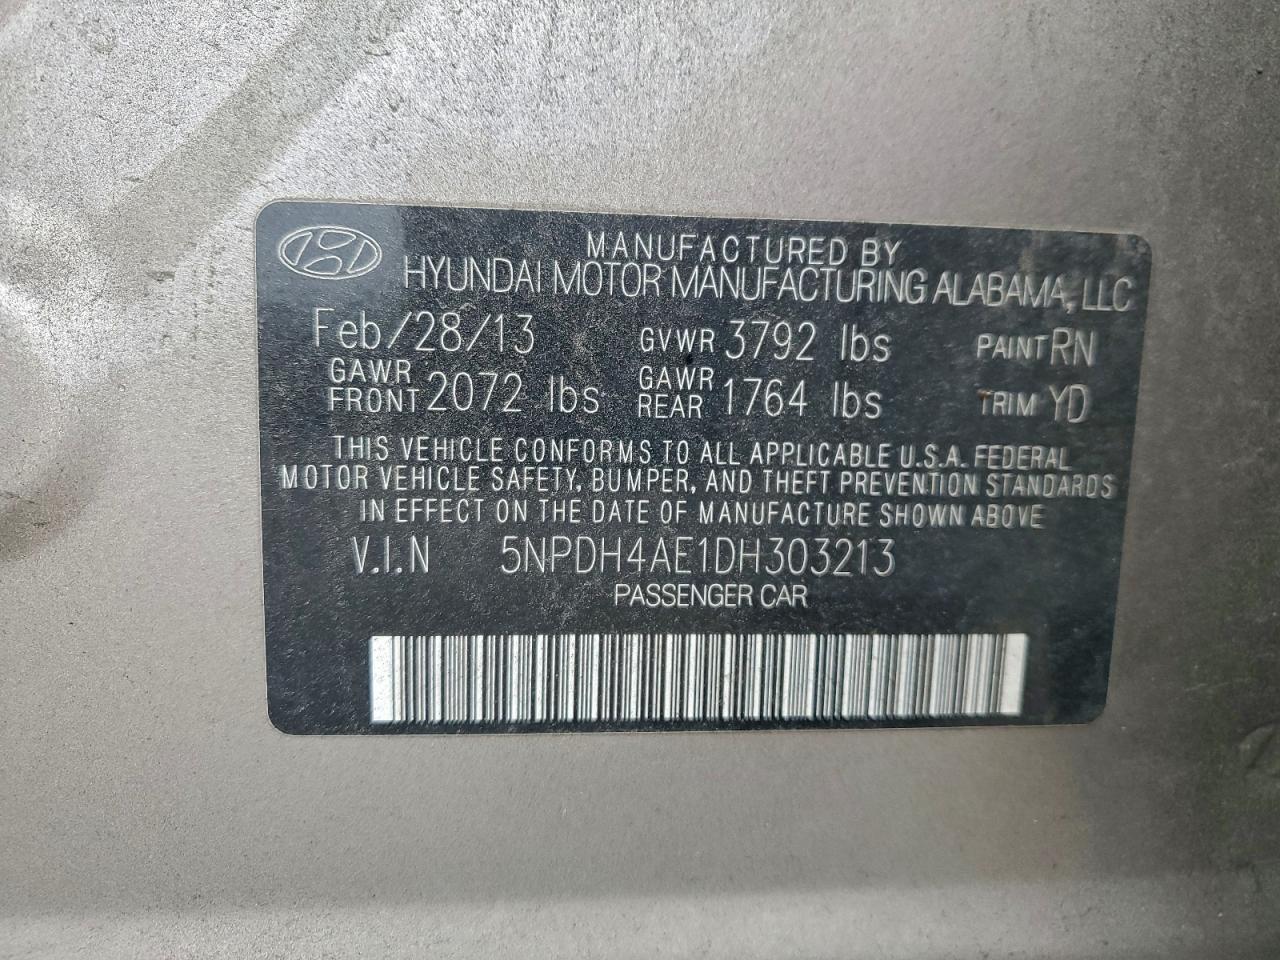 MANUFACTURED BY
HYUNDAI MOTOR MANUFACTURING ALABAMA, LLC
Feb/28/13 GVWR 3792 lbs PAINT RN
GAWR FRONT 2072 lbs GAWR REAR 1764 lbs TRIM YD
THIS VEHICLE CONFORMS TO ALL APPLICABLE U.S.A. FEDERAL
MOTOR VEHICLE SAFETY, BUMPER, AND THEFT PREVENTION STANDARDS
IN EFFECT ON THE DATE OF MANUFACTURE SHOWN ABOVE
V.I.N 5NPDH4AE1DH303213
PASSENGER CAR